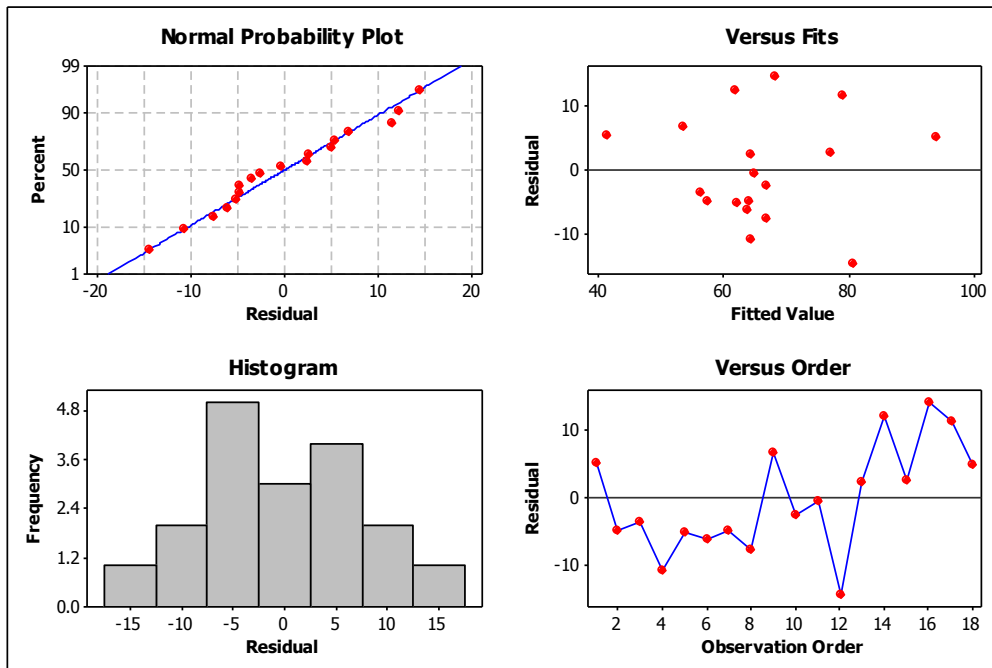 Normal Probability Plot
99
90
50
10
1
Percent
-20 -10 0 10 20
Residual
Versus Fits
10
0
-10
Residual
40 60 80 100
Fitted Value
Histogram
4.8
3.6
2.4
1.2
0.0
Frequency
-15 -10 -5 0 5 10 15
Residual
Versus Order
10
0
-10
Residual
2 4 6 8 10 12 14 16 18
Observation Order